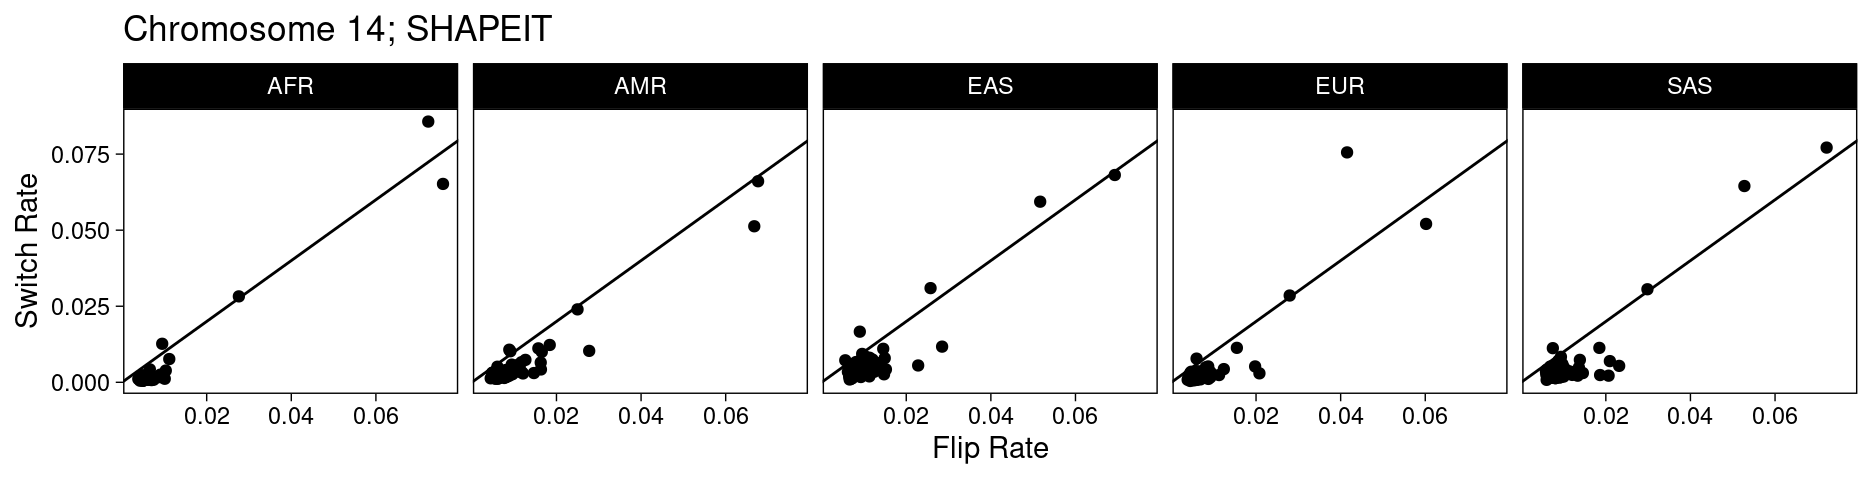 Chromosome 14; SHAPEIT
AFR AMR EAS EUR SAS
0.075
0.050
0.025
0.000
Switch Rate
0.02 0.04 0.06 0.02 0.04 0.06 0.02 0.04 0.06 0.02 0.04 0.06 0.02 0.04 0.06
Flip Rate